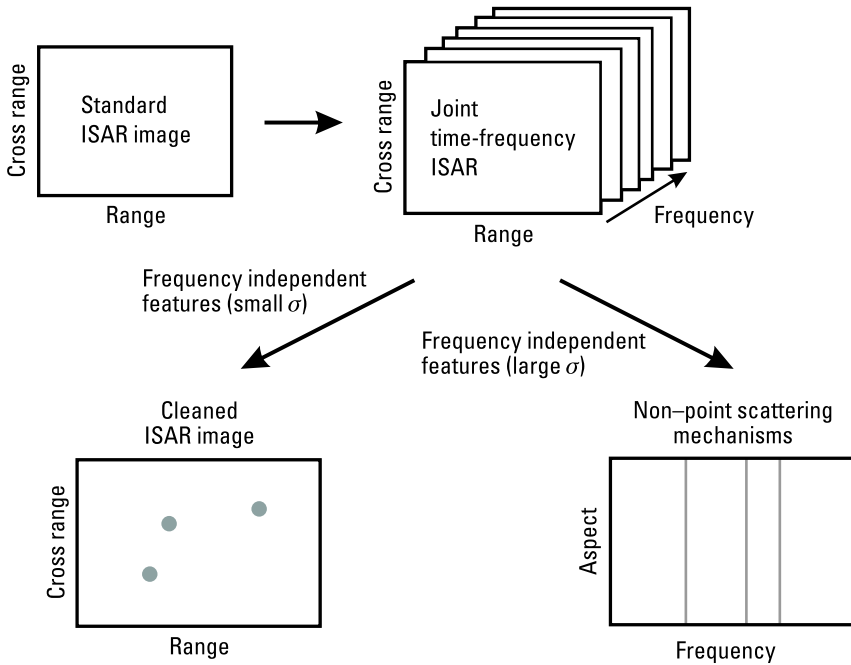 Cross range
Standard
ISAR image
Range
Cross range
Joint
time-frequency
ISAR
Range
Frequency
Frequency independent
features (small σ)
Frequency independent
features (large σ)
Cleaned
ISAR image
Cross range
Range
Non–point scattering
mechanisms
Aspect
Frequency